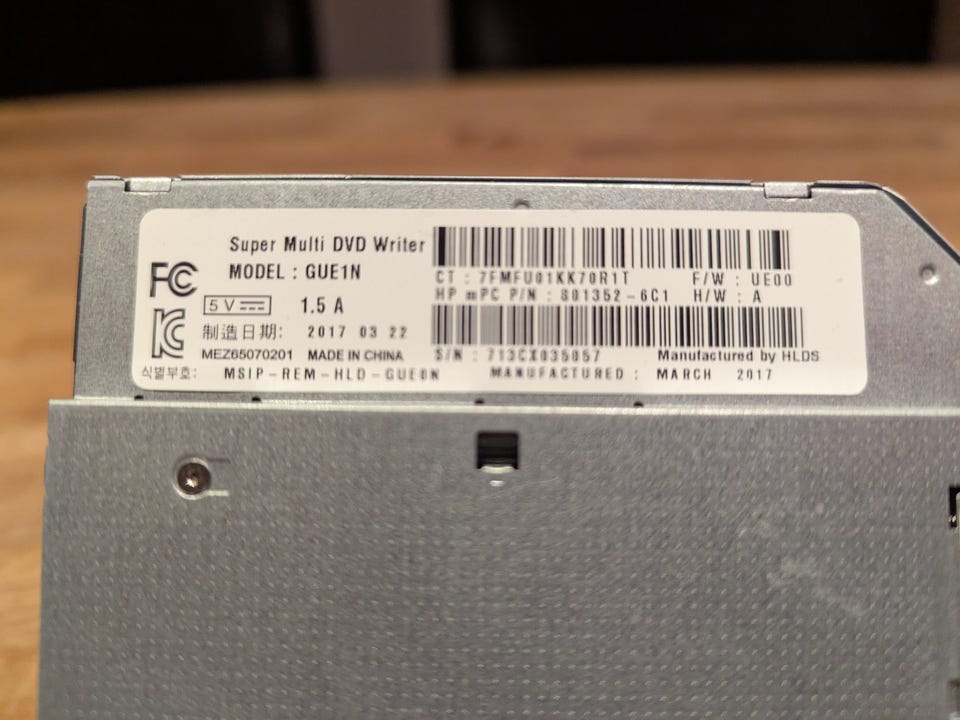 Super Multi DVD Writer
FC
MODEL : GUE1N
5 V
1.5 A
制造日期: 2017 03 22
MEZ65070201 MADE IN CHINA
식별부호: MSIP-REM-HLD-GUE0N
CT : 7FMFU01KK70R1T F/W : UE00
HP mPC P/N : 801352-6C1 H/W : A
S/N : 713CX035057 Manufactured by HLDS
MANUFACTURED : MARCH 2017